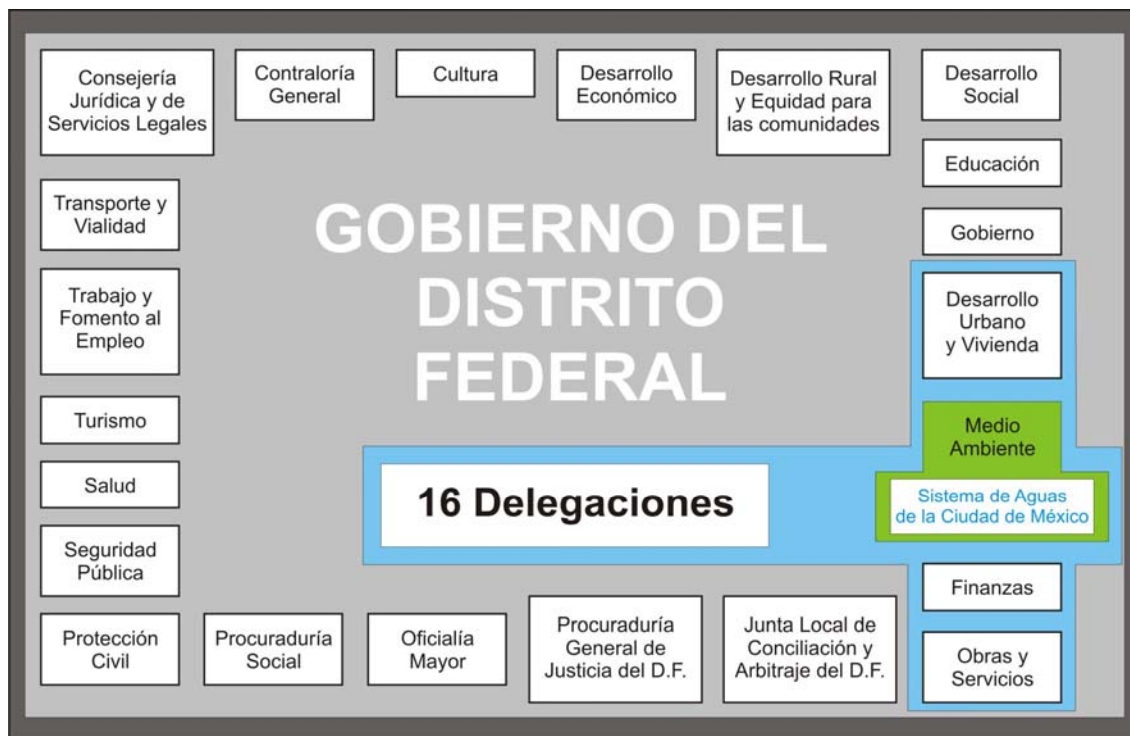 Consejería
Jurídica y de
Servicios Legales
Contraloría
General
Cultura
Desarrollo
Económico
Desarrollo Rural
y Equidad para
las comunidades
Desarrollo
Social
Educación
Gobierno
Transporte y
Vialidad
Trabajo y
Fomento al
Empleo
Turismo
Salud
Seguridad
Pública
GOBIERNO DEL
DISTRITO
FEDERAL
Desarrollo
Urbano
y Vivienda
Medio
Ambiente
16 Delegaciones
Sistema de Aguas
de la Ciudad de México
Finanzas
Protección
Civil
Procuraduría
Social
Oficialía
Mayor
Procuraduría
General de
Justicia del D.F.
Junta Local de
Conciliación y
Arbitraje del D.F.
Obras y
Servicios